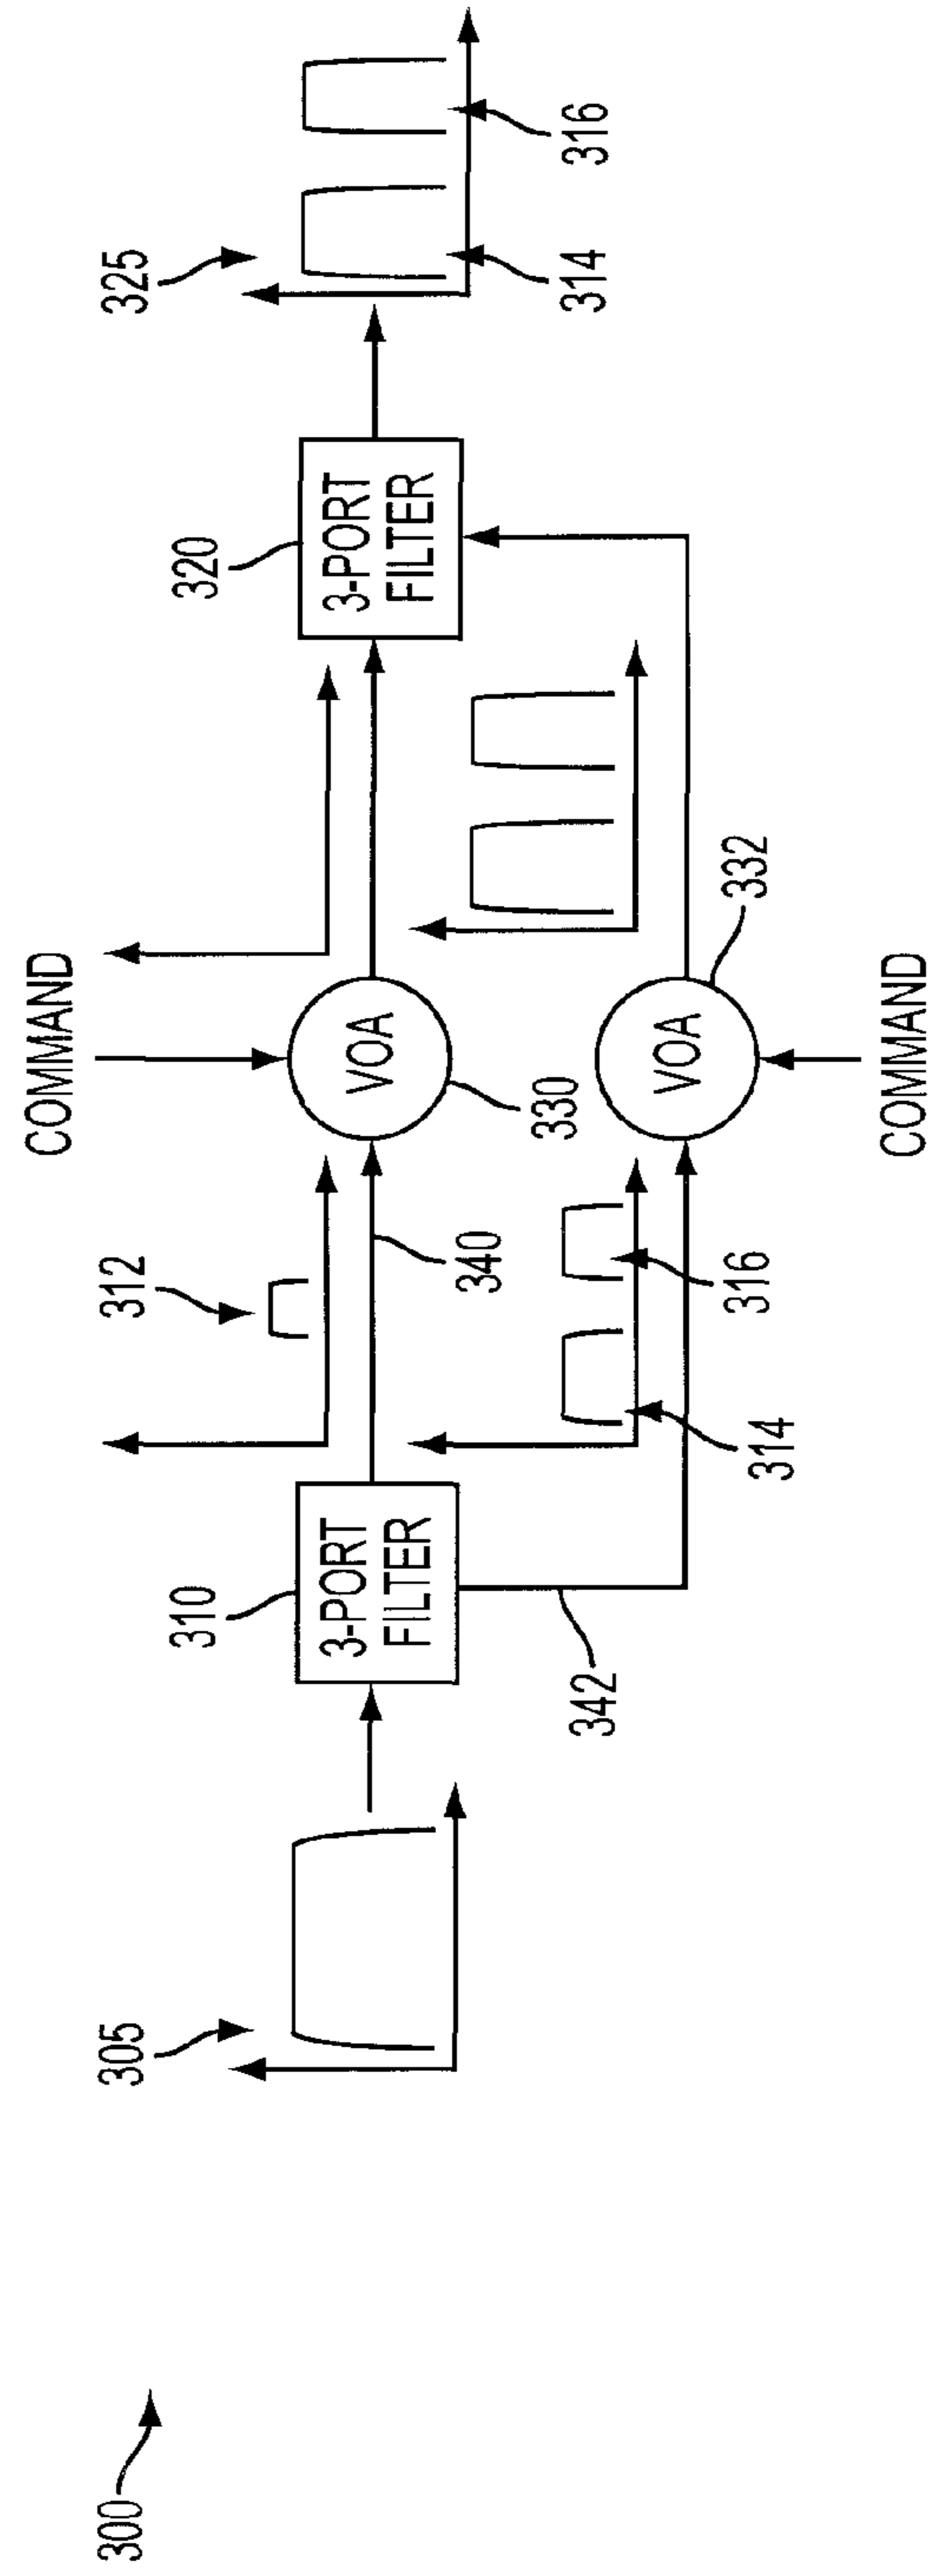 300
305
310
3-PORT
FILTER
342
312
340
314
316
COMMAND
VOA
330
VOA
332
COMMAND
320
3-PORT
FILTER
325
314
316